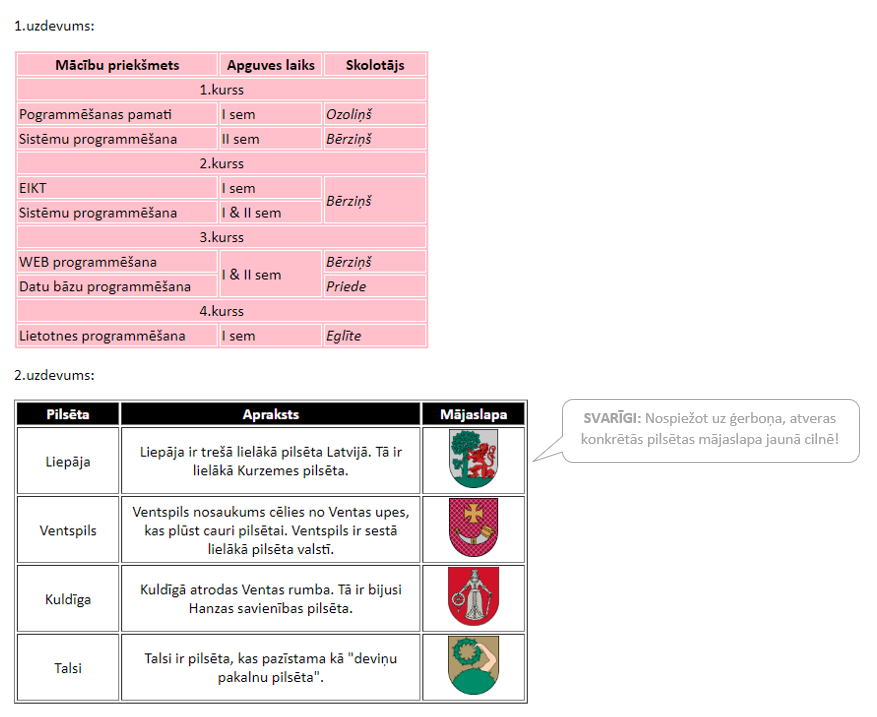 1.uzdevums:
Mācību priekšmets Apguves laiks Skolotājs
1.kurss
Pogrammēšanas pamati I sem Ozoliņš
Sistēmu programmēšana II sem Bērziņš
2.kurss
EIKT I sem
Bērziņš
Sistēmu programmēšana I & II sem
3.kurss
WEB programmēšana Bērziņš
I & II sem
Datu bāzu programmēšana Priede
4.kurss
Lietotnes programmēšana I sem Eglīte
2.uzdevums:
Pilsēta Apraksts Mājaslapa
Liepāja
Liepāja ir trešā lielākā pilsēta Latvijā. Tā ir
lielākā Kurzemes pilsēta.
Ventspils
Ventspils nosaukums cēlies no Ventas upes,
kas plūst cauri pilsētai. Ventspils ir sestā
lielākā pilsēta valstī.
Kuldīga
Kuldīgā atrodas Ventas rumba. Tā ir bijusi
Hanzas savienības pilsēta.
Talsi
Talsi ir pilsēta, kas pazīstama kā "deviņu
pakalnu pilsēta".
SVARĪGI: Nospiežot uz ģerboņa, atveras
konkrētās pilsētas mājaslapa jaunā cilnē!